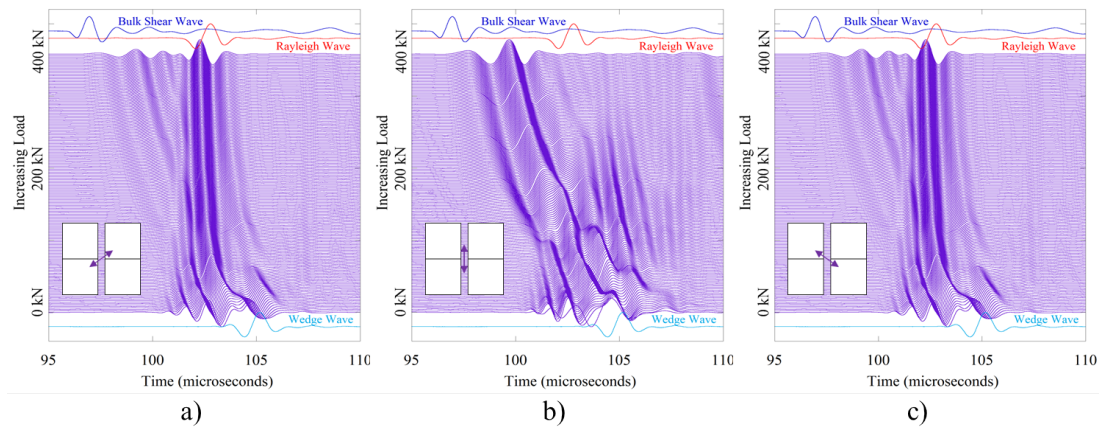 Bulk Shear Wave
Rayleigh Wave
400 kN
200 kN
0 kN
Increasing Load
Wedge Wave
95 100 105 110
Time (microseconds)
a)
Bulk Shear Wave
Rayleigh Wave
400 kN
200 kN
0 kN
Increasing Load
Wedge Wave
95 100 105 110
Time (microseconds)
b)
Bulk Shear Wave
Rayleigh Wave
400 kN
200 kN
0 kN
Increasing Load
Wedge Wave
95 100 105 110
Time (microseconds)
c)